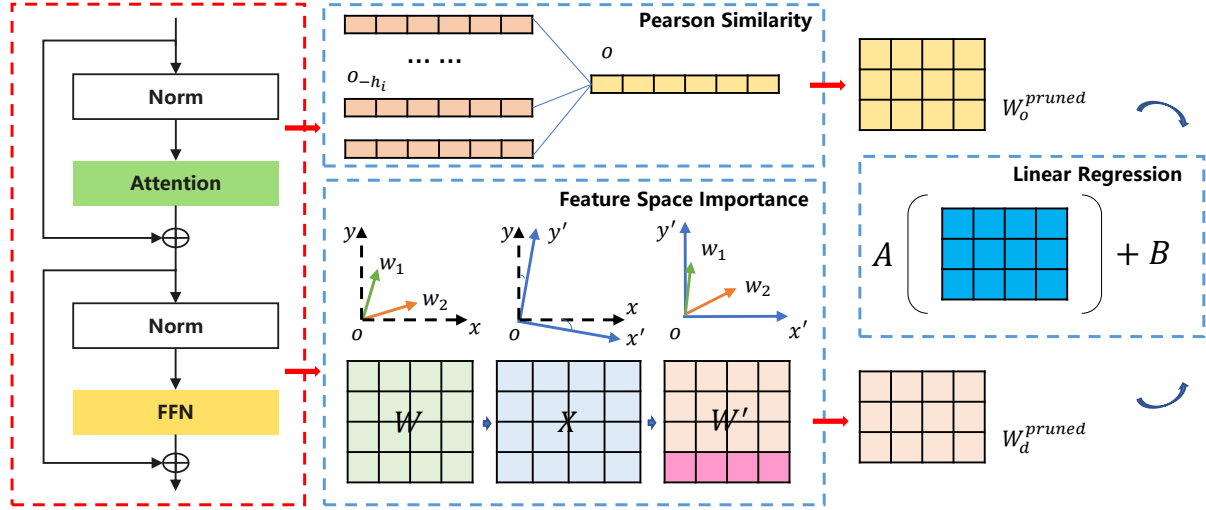 Norm
Attention
Norm
FFN
Pearson Similarity
... ...
o_{-h_i}
o
Feature Space Importance
y
w_1
w_2
o
x
y
y'
o
x
x'
y'
w_1
w_2
o
x'
W
X
W'
W_o^{pruned}
Linear Regression
A
+ B
W_d^{pruned}